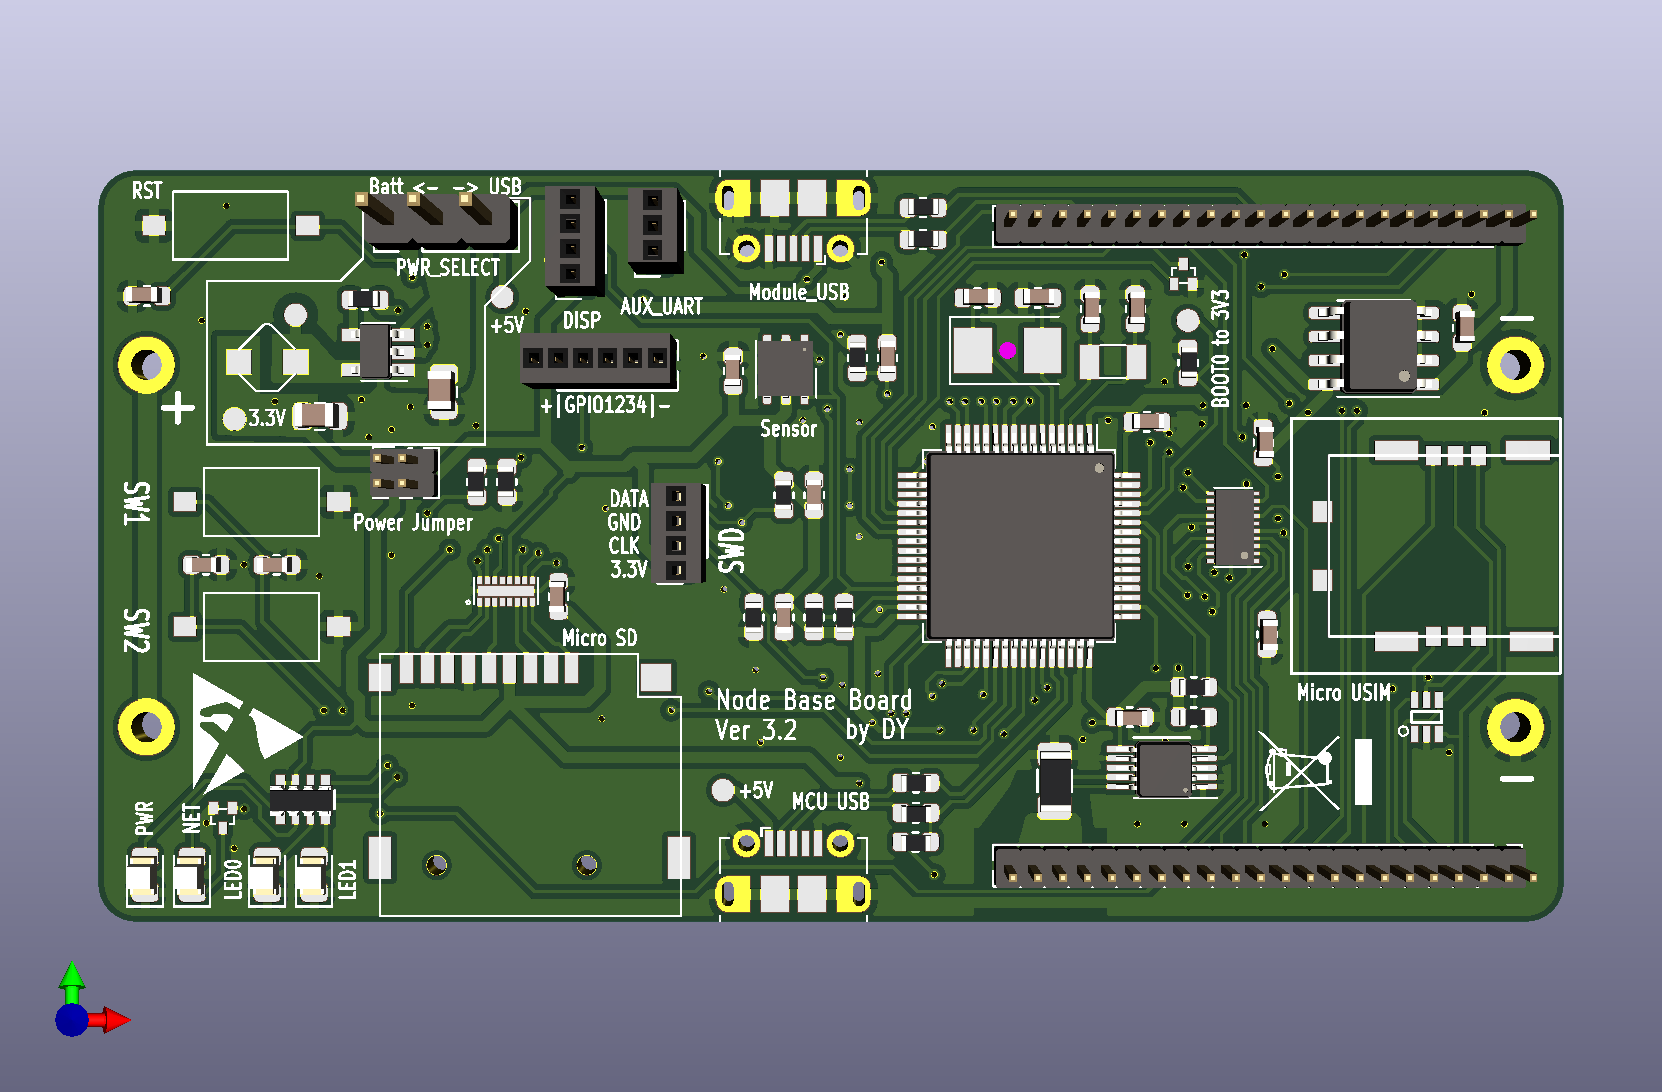 RST
Batt <- -> USB
PWR_SELECT
+5V
DISP
AUX_UART
Module_USB
BOOT0 to 3V3
+
3.3V
+|GPIO1234|-
Sensor
SW1
Power Jumper
DATA
GND
CLK
3.3V
SWD
SW2
Micro SD
Node Base Board
Ver 3.2 by DY
Micro USIM
+5V
MCU USB
PWR
NET
LED0
LED1